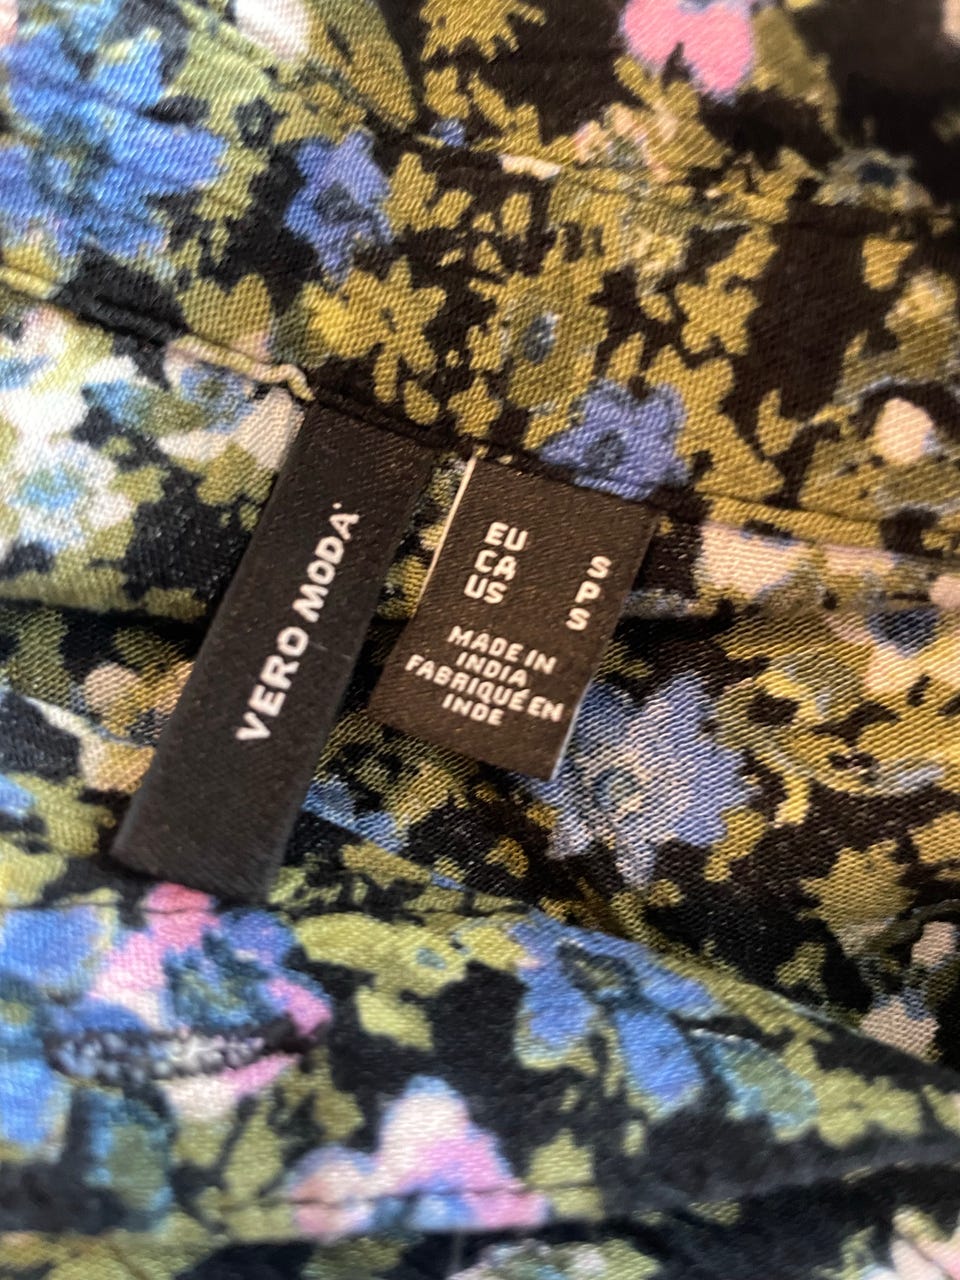 VERO MODA
EU S
CA P
US S
MADE IN
INDIA
FABRIQUÉ EN
INDE